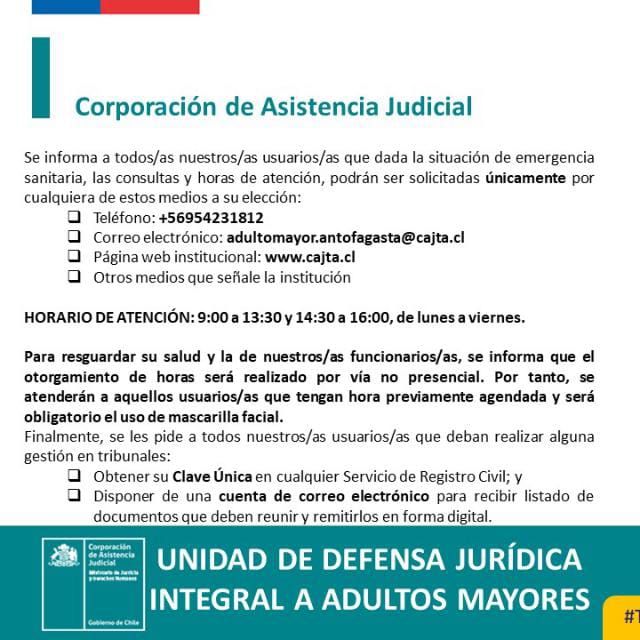 Corporación de Asistencia Judicial
Se informa a todos/as nuestros/as usuarios/as que dada la situación de emergencia
sanitaria, las consultas y horas de atención, podrán ser solicitadas únicamente por
cualquiera de estos medios a su elección:
❑ Teléfono: +56954231812
❑ Correo electrónico: adultomayor.antofagasta@cajta.cl
❑ Página web institucional: www.cajta.cl
❑ Otros medios que señale la institución
HORARIO DE ATENCIÓN: 9:00 a 13:30 y 14:30 a 16:00, de lunes a viernes.
Para resguardar su salud y la de nuestros/as funcionarios/as, se informa que el
otorgamiento de horas será realizado por vía no presencial. Por tanto, se
atenderán a aquellos usuarios/as que tengan hora previamente agendada y será
obligatorio el uso de mascarilla facial.
Finalmente, se les pide a todos nuestros/as usuarios/as que deban realizar alguna
gestión en tribunales:
❑ Obtener su Clave Única en cualquier Servicio de Registro Civil; y
❑ Disponer de una cuenta de correo electrónico para recibir listado de
documentos que deben reunir y remitirlos en forma digital.
Corporación
de Asistencia
Judicial
Ministerio de Justicia
y Derechos Humanos
Gobierno de Chile
UNIDAD DE DEFENSA JURÍDICA
INTEGRAL A ADULTOS MAYORES
#T